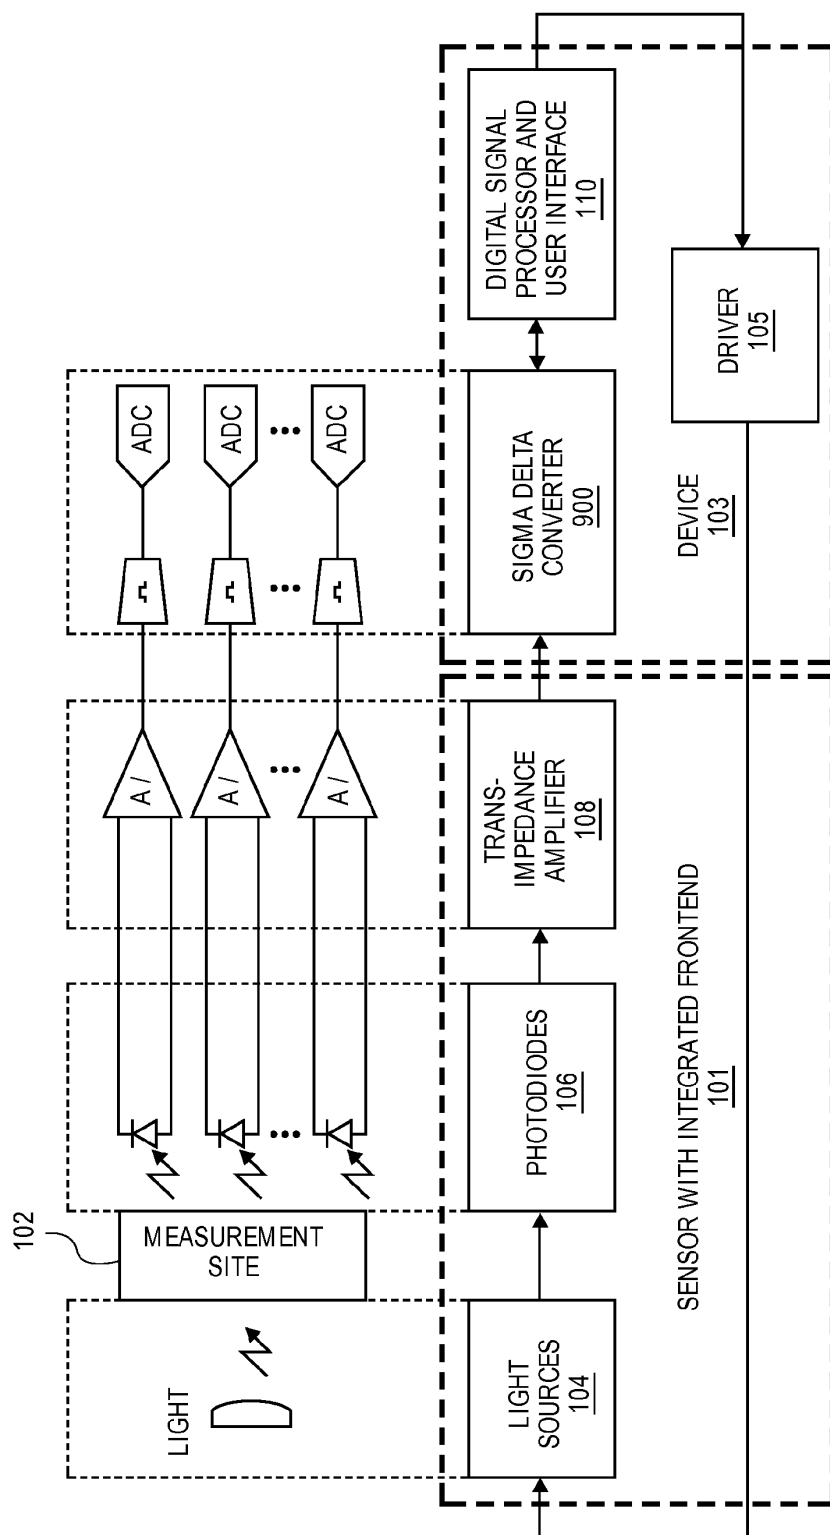 102
LIGHT
MEASUREMENT
SITE
A /
A /
A /
ADC
ADC
ADC
LIGHT
SOURCES
104
PHOTODIODES
106
TRANS-
IMPEDANCE
AMPLIFIER
108
SIGMA DELTA
CONVERTER
900
DIGITAL SIGNAL
PROCESSOR AND
USER INTERFACE
110
SENSOR WITH INTEGRATED FRONTEND
101
DEVICE
103
DRIVER
105